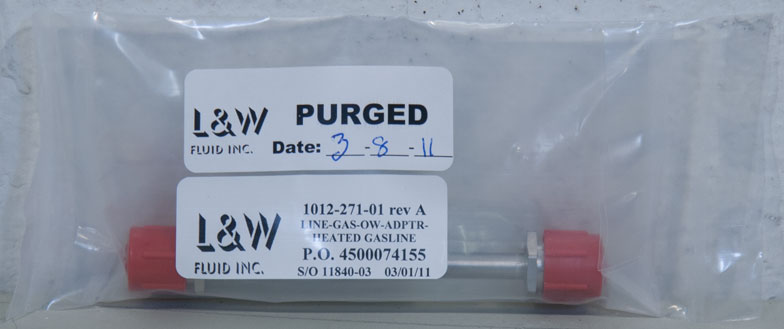 L&W
FLUID INC.
PURGED
Date: 3-8-11
L&W
FLUID INC.
1012-271-01 rev A
LINE-GAS-OW-ADPTR-
HEATED GASLINE
P.O. 4500074155
S/O 11840-03 03/01/11